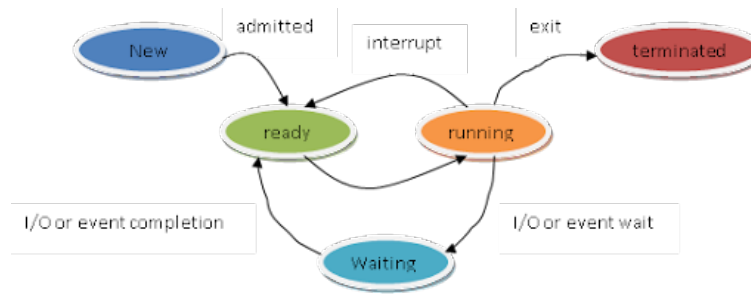 New
admitted
interrupt
exit
terminated
ready
running
I/O or event completion
I/O or event wait
Waiting